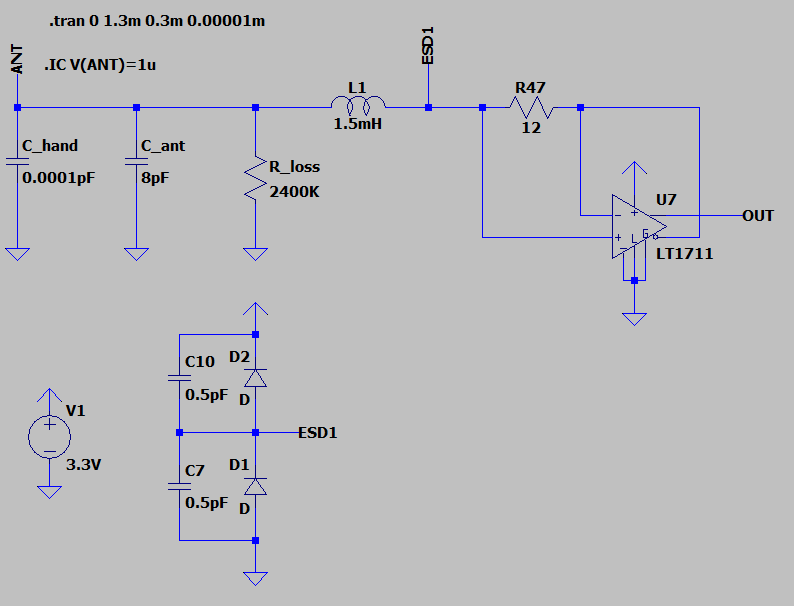 .tran 0 1.3m 0.3m 0.00001m
.IC V(ANT)=1u
ANT
ESD1
L1
1.5mH
R47
12
C_hand
0.0001pF
C_ant
8pF
R_loss
2400K
U7
OUT
L
G
LT1711
C10
0.5pF
D2
D
ESD1
V1
3.3V
C7
0.5pF
D1
D